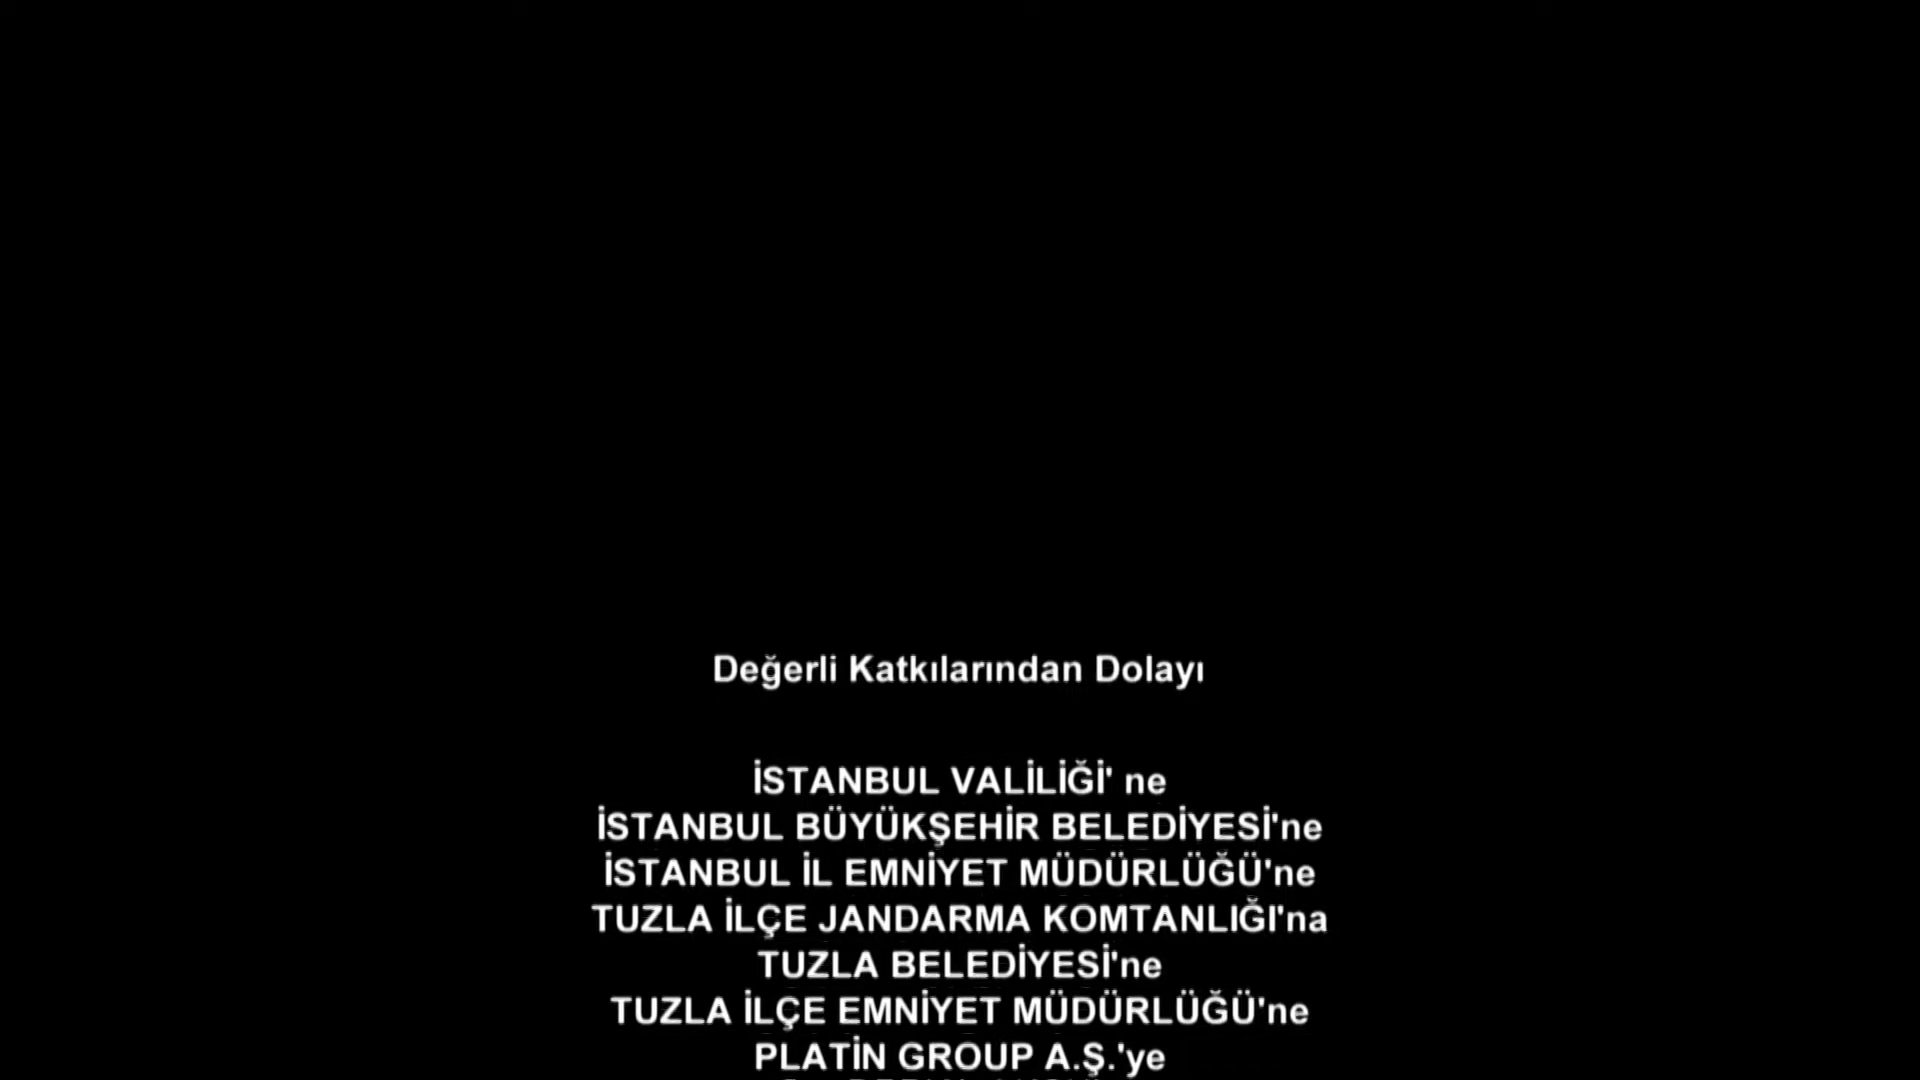 Değerli Katkılarından Dolayı
İSTANBUL VALİLİĞİ' ne
İSTANBUL BÜYÜKŞEHİR BELEDİYESİ'ne
İSTANBUL İL EMNİYET MÜDÜRLÜĞÜ'ne
TUZLA İLÇE JANDARMA KOMTANLIĞI'na
TUZLA BELEDİYESİ'ne
TUZLA İLÇE EMNİYET MÜDÜRLÜĞÜ'ne
PLATİN GROUP A.Ş.'ye